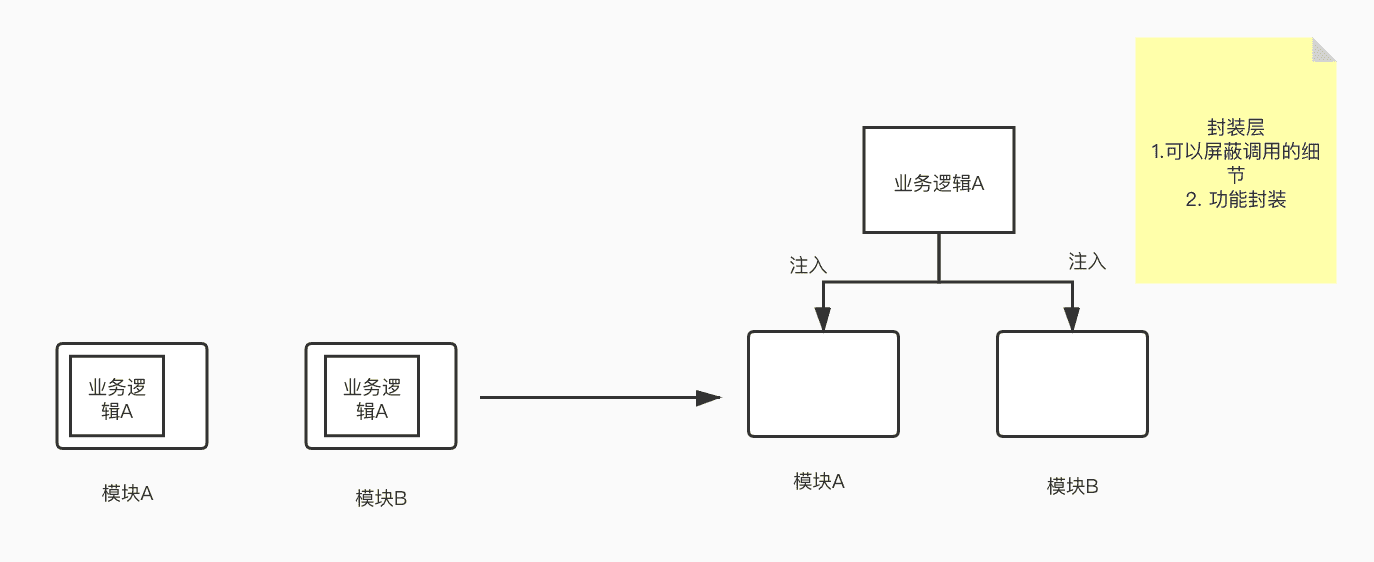 封装层
1.可以屏蔽调用的细
节
2. 功能封装
业务逻辑A
注入
注入
业务逻
辑A
业务逻
辑A
模块A
模块B
模块A
模块B